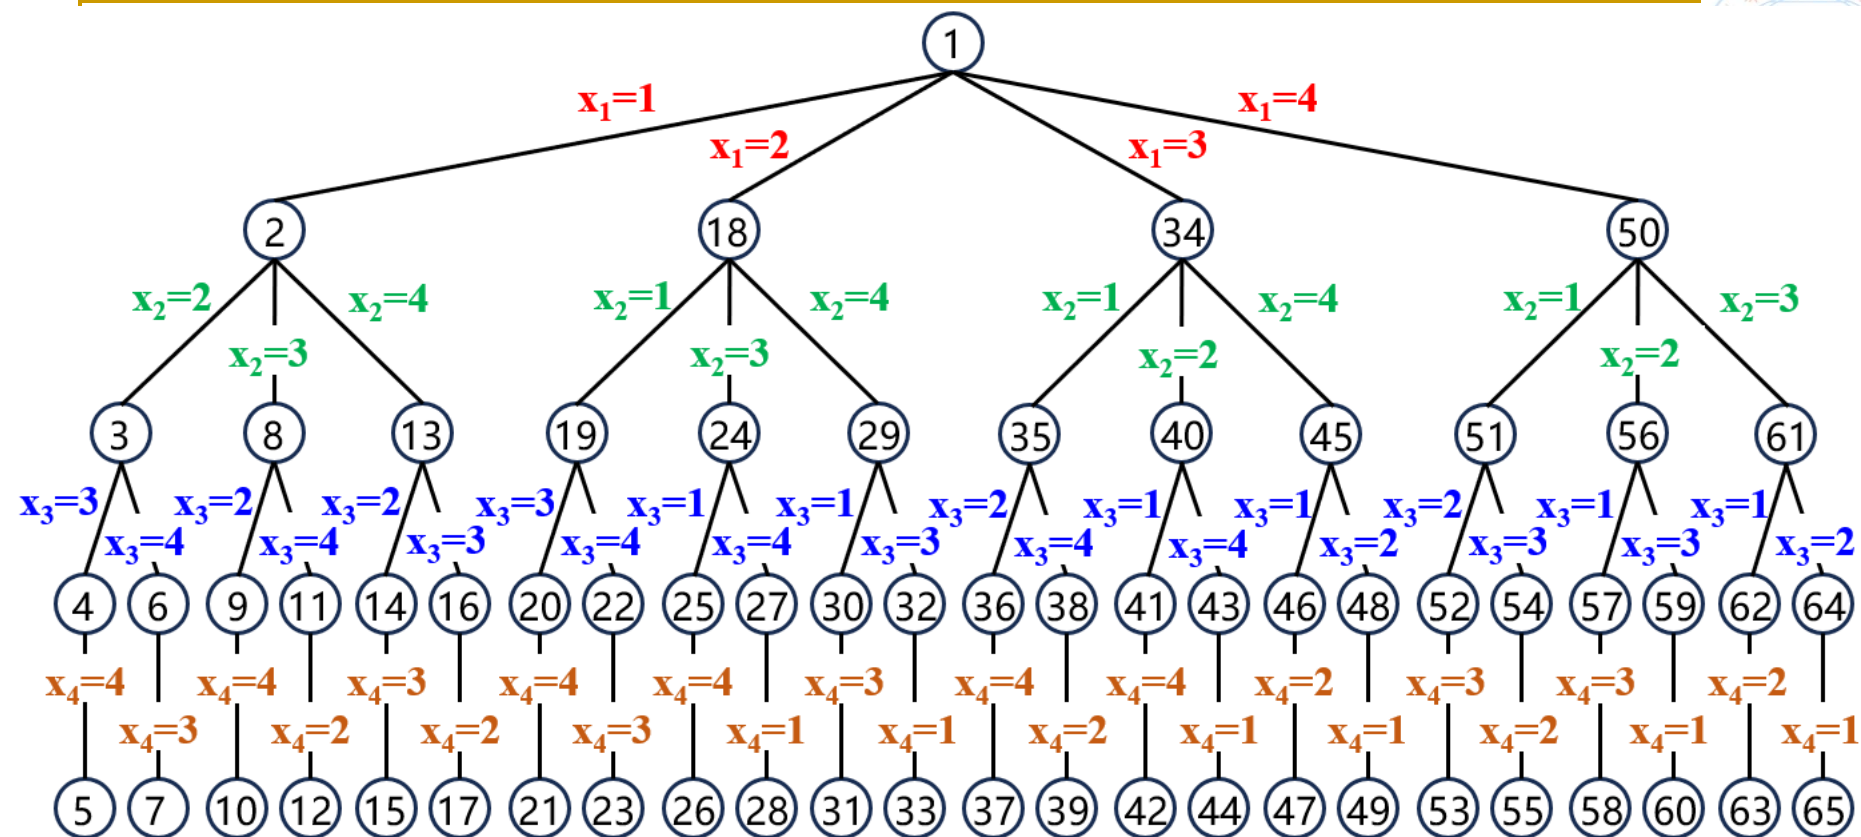 1
x₁=1 x₁=4
x₁=2 x₁=3
2 18 34 50
x₂=2 x₂=4 x₂=1 x₂=4 x₂=1 x₂=4 x₂=1 x₂=3
x₂=3 x₂=3 x₂=2 x₂=2
3 8 13 19 24 29 35 40 45 51 56 61
x₃=3 x₃=2 x₃=2 x₃=3 x₃=1 x₃=1 x₃=2 x₃=1 x₃=1 x₃=2 x₃=1 x₃=1
x₃=4 x₃=4 x₃=3 x₃=4 x₃=4 x₃=3 x₃=4 x₃=4 x₃=2 x₃=3 x₃=3 x₃=2
4 6 9 11 14 16 20 22 25 27 30 32 36 38 41 43 46 48 52 54 57 59 62 64
x₄=4 x₄=4 x₄=3 x₄=4 x₄=4 x₄=3 x₄=4 x₄=4 x₄=2 x₄=3 x₄=3 x₄=2
x₄=3 x₄=2 x₄=2 x₄=3 x₄=1 x₄=1 x₄=2 x₄=1 x₄=1 x₄=2 x₄=1 x₄=1
5 7 10 12 15 17 21 23 26 28 31 33 37 39 42 44 47 49 53 55 58 60 63 65